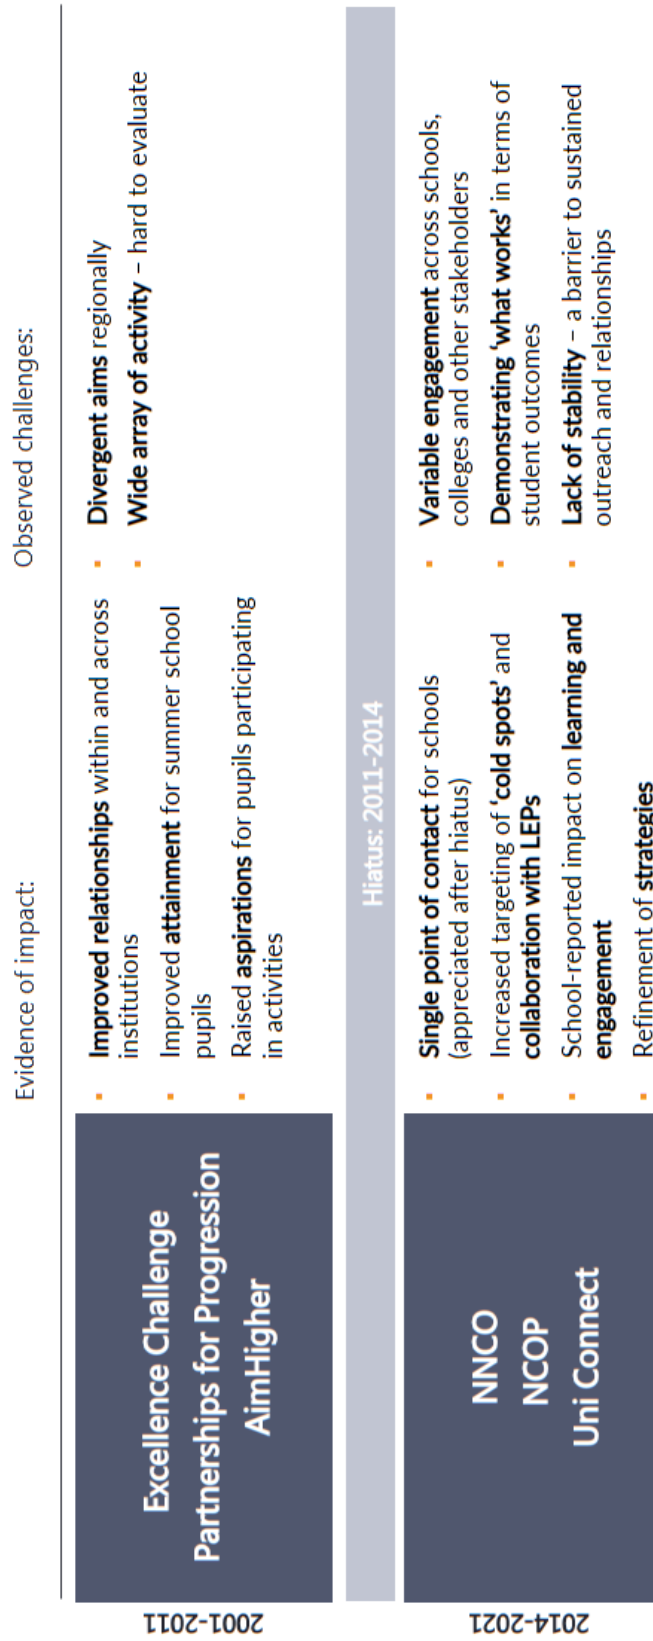 Evidence of impact:
Observed challenges:
2001-2011
Excellence Challenge
Partnerships for Progression
AimHigher
▪ Improved relationships within and across
institutions
▪ Improved attainment for summer school
pupils
▪ Raised aspirations for pupils participating
in activities
▪ Divergent aims regionally
▪ Wide array of activity – hard to evaluate
Hiatus: 2011-2014
2014-2021
NNCO
NCOP
Uni Connect
▪ Single point of contact for schools
(appreciated after hiatus)
▪ Increased targeting of ‘cold spots’ and
collaboration with LEPs
▪ School-reported impact on learning and
engagement
▪ Refinement of strategies
▪ Variable engagement across schools,
colleges and other stakeholders
▪ Demonstrating ‘what works’ in terms of
student outcomes
▪ Lack of stability – a barrier to sustained
outreach and relationships